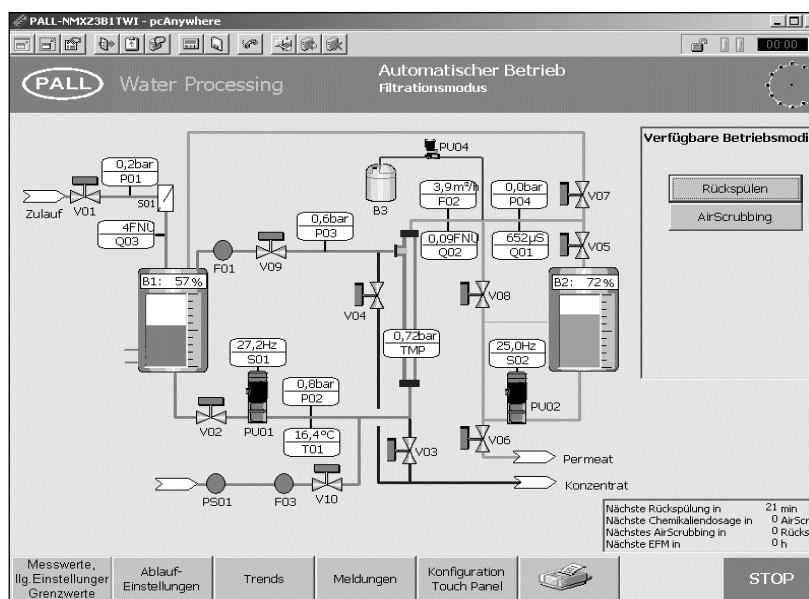 PALL-NMXZ3B1TWI - pcAnywhere
00:00
PALL Water Processing
Automatischer Betrieb
Filtrationsmodus
Verfügbare Betriebsmodi
Rückspülen
AirScrubbing
PU04
0,2bar
P01
Zulauf
V01
S01
4FNU
Q03
B3
3,9m³/h
F02
0,0bar
P04
V07
0,6bar
P03
0,09FNU
Q02
652µS
Q01
V05
F01
V09
B1: 57%
V04
V08
B2: 72%
0,72bar
TMP
27,2Hz
S01
25,0Hz
S02
0,8bar
P02
PU02
V02
PU01
16,4°C
T01
V03
V06
Permeat
Konzentrat
PS01
F03
V10
Nächste Rückspülung in 21 min
Nächste Chemikaliendosage in 0 AirScr
Nächstes AirScrubbing in 0 Rücks
Nächste EFM in 0 h
Messwerte,
llg.Einstellunger
Grenzwerte
Ablauf-
Einstellungen
Trends
Meldungen
Konfiguration
Touch Panel
STOP